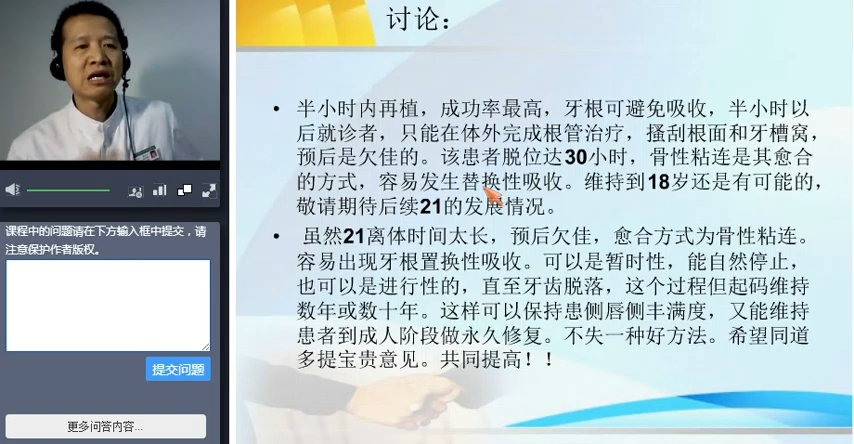 讨论：
• 半小时内再植，成功率最高，牙根可避免吸收，半小时以
后就诊者，只能在体外完成根管治疗，搔刮根面和牙槽窝，
预后是欠佳的。该患者脱位达30小时，骨性粘连是其愈合
的方式，容易发生替换性吸收。维持到18岁还是有可能的，
敬请期待后续21的发展情况。
• 虽然21离体时间太长，预后欠佳，愈合方式为骨性粘连。
容易出现牙根置换性吸收。可以是暂时性，能自然停止，
也可以是进行性的，直至牙齿脱落，这个过程但起码维持
数年或数十年。这样可以保持患侧唇侧丰满度，又能维持
患者到成人阶段做永久修复。不失一种好方法。希望同道
多提宝贵意见。共同提高！！
课程中的问题请在下方输入框中提交，请
注意保护作者版权。
提交问题
更多问答内容...